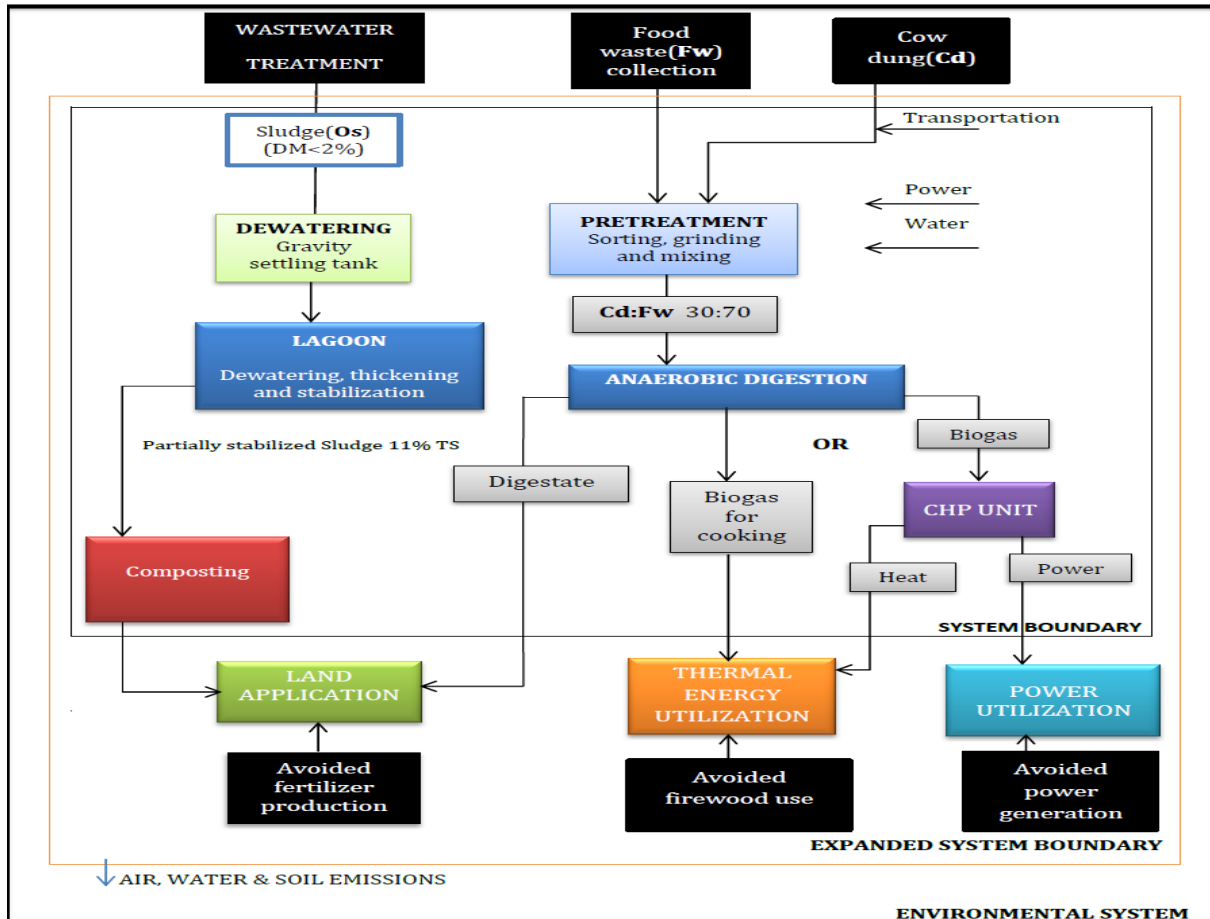 WASTEWATER
TREATMENT
Food
waste(Fw)
collection
Cow
dung(Cd)
Sludge(Os)
(DM<2%)
Transportation
Power
Water
DEWATERING
Gravity
settling tank
PRETREATMENT
Sorting, grinding
and mixing
Cd:Fw 30:70
LAGOON
Dewatering, thickening
and stabilization
ANAEROBIC DIGESTION
Partially stabilized Sludge 11% TS
OR
Biogas
Digestate
Biogas
for
cooking
CHP UNIT
Composting
Heat
Power
SYSTEM BOUNDARY
LAND
APPLICATION
THERMAL
ENERGY
UTILIZATION
POWER
UTILIZATION
Avoided
fertilizer
production
Avoided
firewood use
Avoided
power
generation
EXPANDED SYSTEM BOUNDARY
AIR, WATER & SOIL EMISSIONS
ENVIRONMENTAL SYSTEM